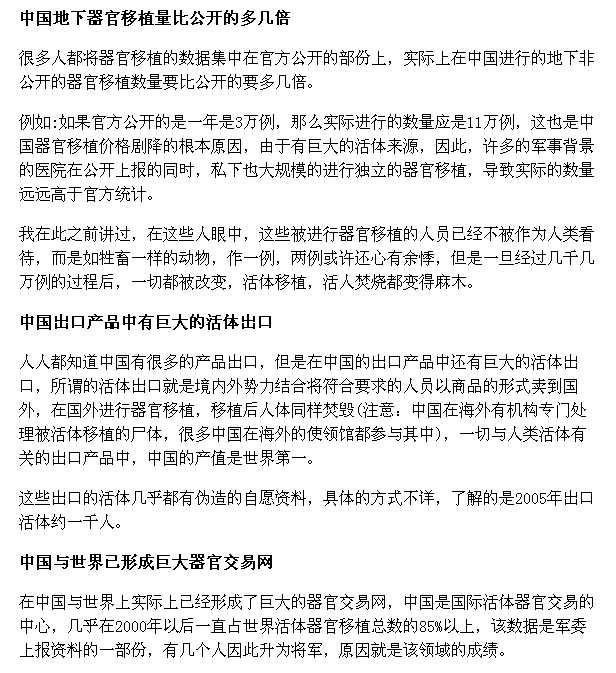 中国地下器官移植量比公开的多几倍
很多人都将器官移植的数据集中在官方公开的部份上，实际上在中国进行的地下非
公开的器官移植数量要比公开的要多几倍。
例如:如果官方公开的是一年是3万例，那么实际进行的数量应是11万例，这也是中
国器官移植价格剧降的根本原因，由于有巨大的活体来源，因此，许多的军事背景
的医院在公开上报的同时，私下也大规模的进行独立的器官移植，导致实际的数量
远远高于官方统计。
我在此之前讲过，在这些人眼中，这些被进行器官移植的人员已经不被作为人类看
待，而是如牲畜一样的动物，作一例，两例或许还心有余悸，但是一旦经过几千几
万例的过程后，一切都被改变，活体移植，活人焚烧都变得麻木。
中国出口产品中有巨大的活体出口
人人都知道中国有很多的产品出口，但是在中国的出口产品中还有巨大的活体出
口，所谓的活体出口就是境内外势力结合将符合要求的人员以商品的形式卖到国
外，在国外进行器官移植，移植后人体同样焚毁(注意：中国在海外有机构专门处
理被活体移植的尸体，很多中国在海外的使领馆都参与其中)，一切与人类活体有
关的出口产品中，中国的产值是世界第一。
这些出口的活体几乎都有伪造的自愿资料，具体的方式不详，了解的是2005年出口
活体约一千人。
中国与世界已形成巨大器官交易网
在中国与世界上实际上已经形成了巨大的器官交易网，中国是国际活体器官交易的
中心，几乎在2000年以后一直占世界活体器官移植总数的85%以上，该数据是军委
上报资料的一部份，有几个人因此升为将军，原因就是该领域的成绩。